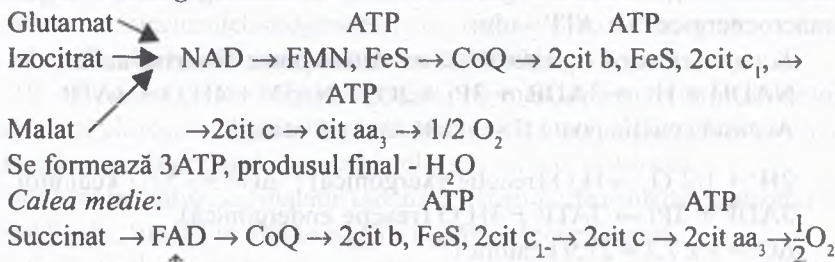 Glutamat ATP ATP
Izocitrat → NAD → FMN, FeS → CoQ → 2cit b, FeS, 2cit c₁, →
ATP
Malat →2cit c → cit aa₃ → 1/2 O₂
Se formează 3ATP, produsul final - H₂O
Calea medie: ATP ATP
Succinat → FAD → CoQ → 2cit b, FeS, 2cit c₁- → 2cit c → 2cit aa₃ → ½O₂